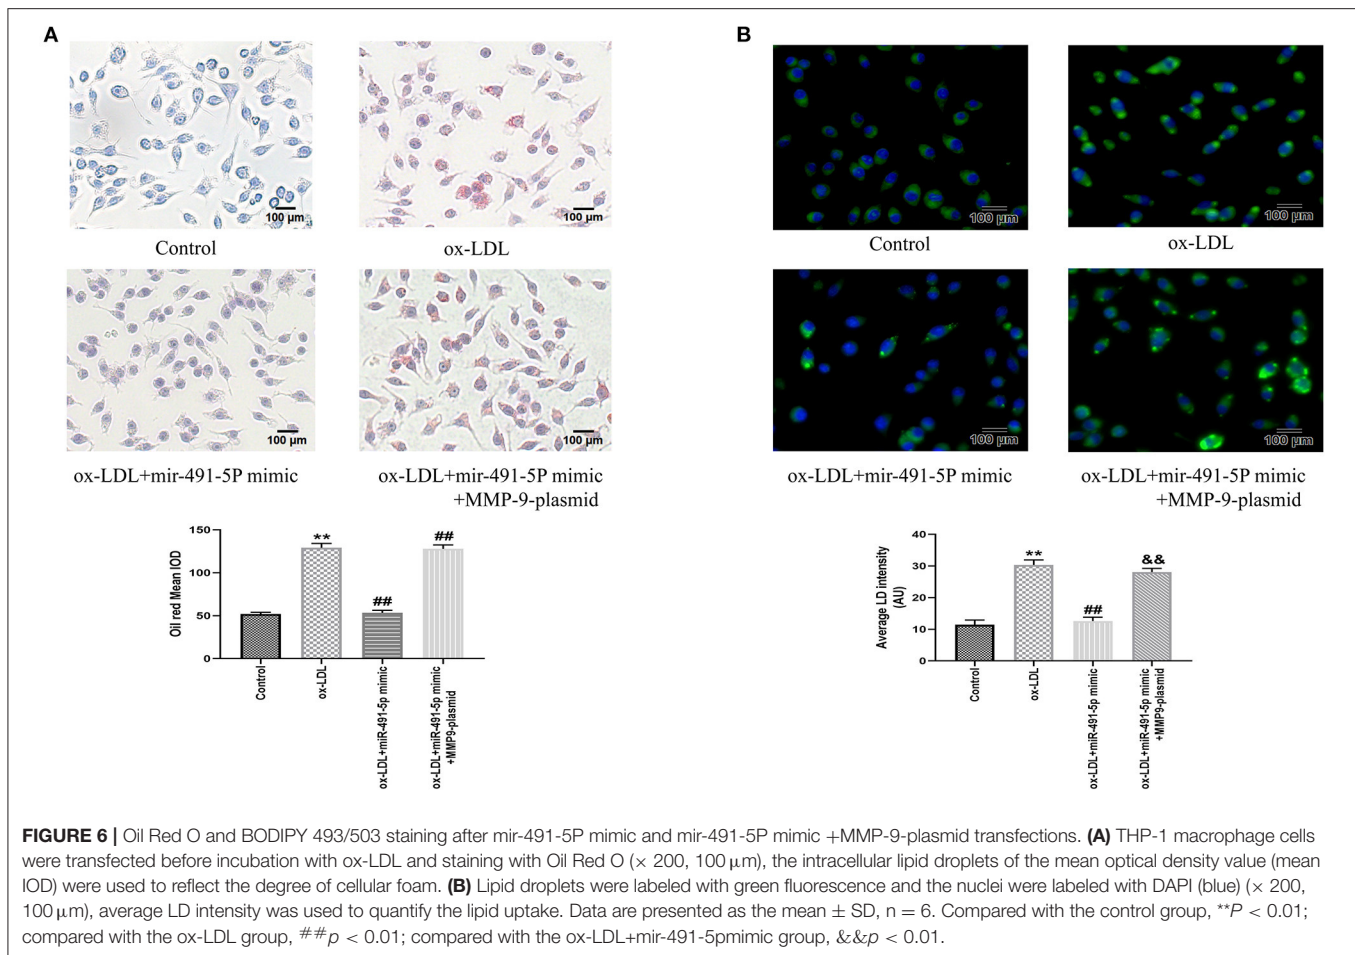 A
B
100 µm
100 µm
100 µm
100 µm
Control
ox-LDL
Control
ox-LDL
100 µm
100 µm
100 µm
100 µm
ox-LDL+mir-491-5P mimic
ox-LDL+mir-491-5P mimic
+MMP-9-plasmid
ox-LDL+mir-491-5P mimic
ox-LDL+mir-491-5P mimic
+MMP-9-plasmid
Oil red Mean IOD
150
100
50
0
**
##
##
Control
ox-LDL
ox-LDL+miR-491-5p mimic
ox-LDL+miR-491-5p mimic
+MMP9-plasmid
Average LD intensity
(AU)
40
30
20
10
0
**
##
&&
Control
ox-LDL
ox-LDL+miR-491-5p mimic
ox-LDL+miR-491-5p mimic
+MMP9-plasmid
FIGURE 6 | Oil Red O and BODIPY 493/503 staining after mir-491-5P mimic and mir-491-5P mimic +MMP-9-plasmid transfections. (A) THP-1 macrophage cells
were transfected before incubation with ox-LDL and staining with Oil Red O (× 200, 100 µm), the intracellular lipid droplets of the mean optical density value (mean
IOD) were used to reflect the degree of cellular foam. (B) Lipid droplets were labeled with green fluorescence and the nuclei were labeled with DAPI (blue) (× 200,
100 µm), average LD intensity was used to quantify the lipid uptake. Data are presented as the mean ± SD, n = 6. Compared with the control group, **P < 0.01;
compared with the ox-LDL group, ##p < 0.01; compared with the ox-LDL+mir-491-5pmimic group, &&p < 0.01.